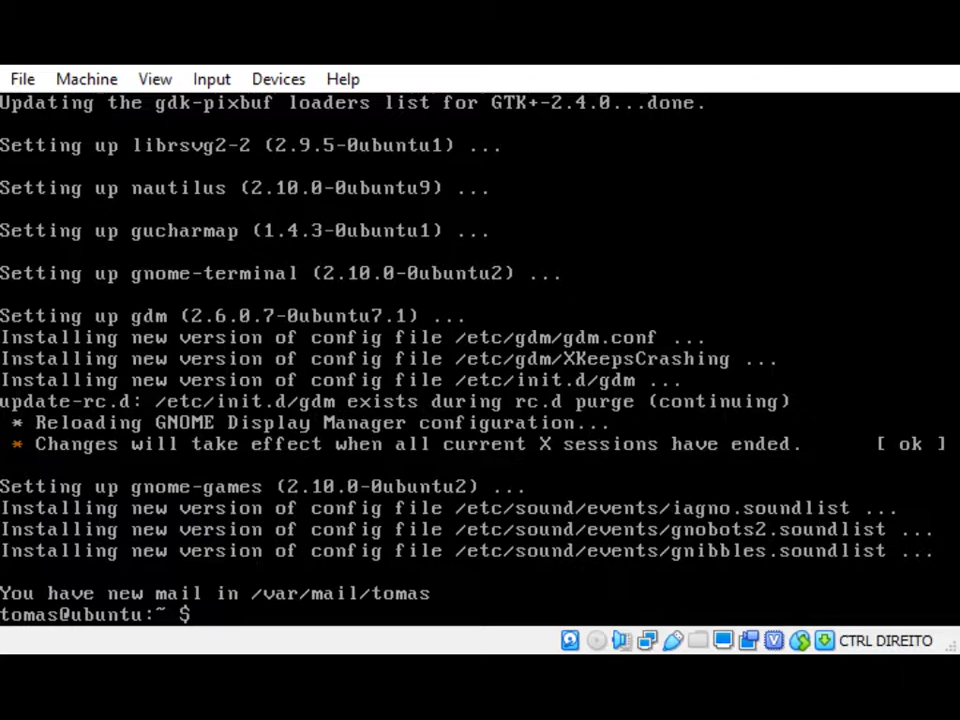 File Machine View Input Devices Help
Updating the gdk-pixbuf loaders list for GTK+-2.4.0...done.
Setting up librsvg2-2 (2.9.5-0ubuntu1) ...
Setting up nautilus (2.10.0-0ubuntu9) ...
Setting up gucharmap (1.4.3-0ubuntu1) ...
Setting up gnome-terminal (2.10.0-0ubuntu2) ...
Setting up gdm (2.6.0.7-0ubuntu7.1) ...
Installing new version of config file /etc/gdm/gdm.conf ...
Installing new version of config file /etc/gdm/XKeepsCrashing ...
Installing new version of config file /etc/init.d/gdm ...
update-rc.d: /etc/init.d/gdm exists during rc.d purge (continuing)
* Reloading GNOME Display Manager configuration...
* Changes will take effect when all current X sessions have ended. [ ok ]
Setting up gnome-games (2.10.0-0ubuntu2) ...
Installing new version of config file /etc/sound/events/iagno.soundlist ...
Installing new version of config file /etc/sound/events/gnobots2.soundlist ...
Installing new version of config file /etc/sound/events/gnibbles.soundlist ...
You have new mail in /var/mail/tomas
tomas@ubuntu:~ $
CTRL DIREITO